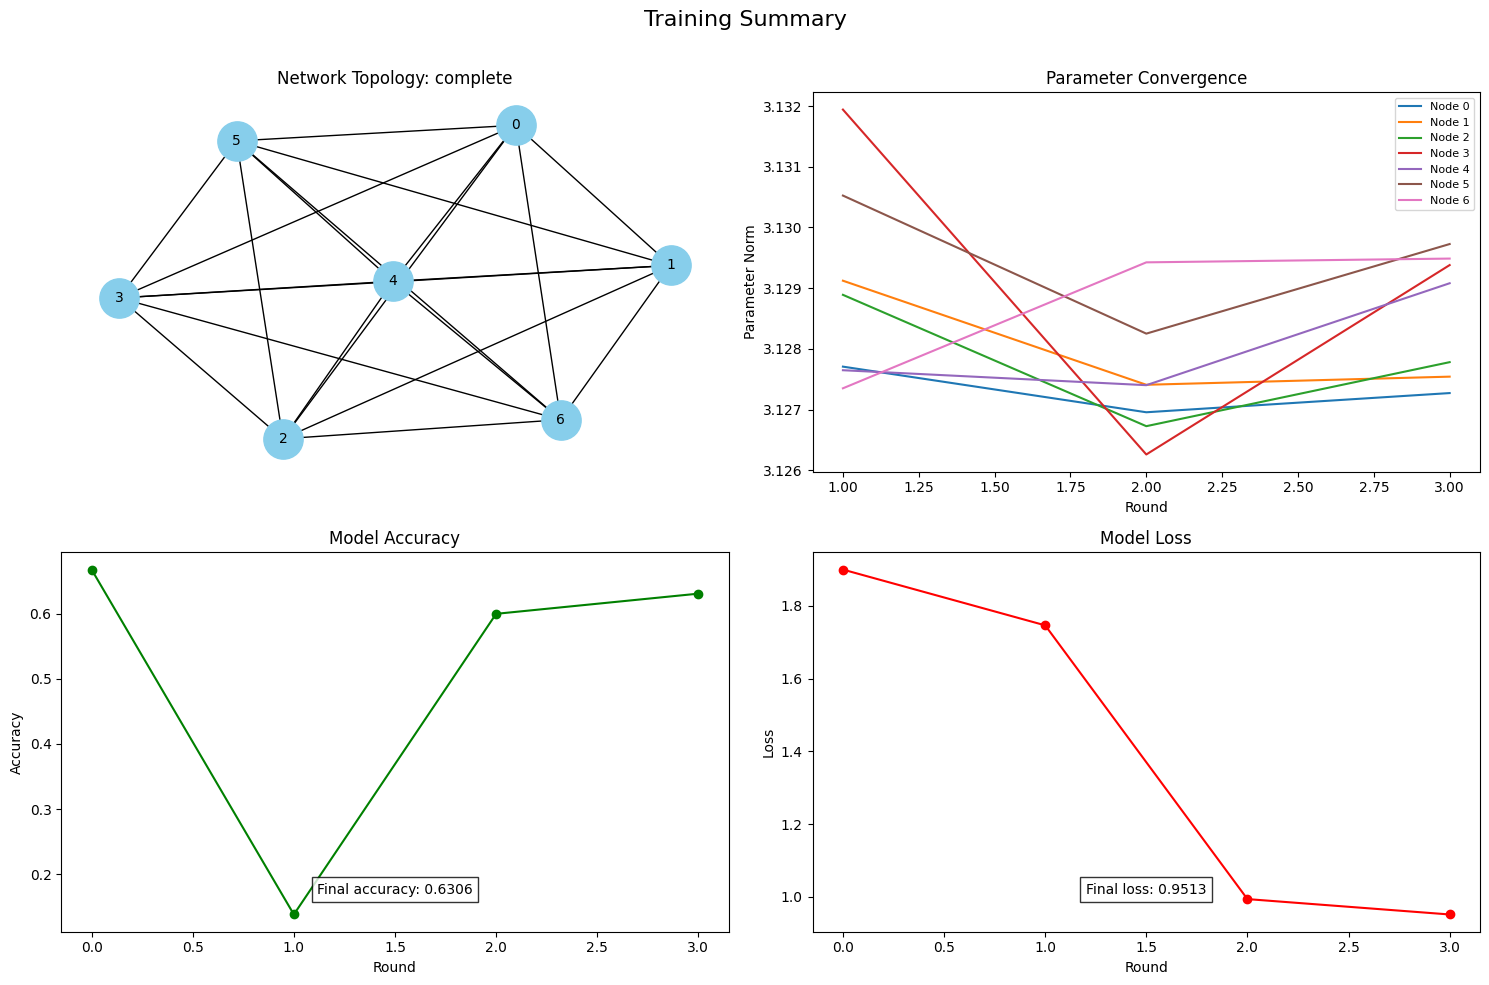 Training Summary
Network Topology: complete
5
0
1
4
3
6
2
Parameter Convergence
Parameter Norm
3.132
3.131
3.130
3.129
3.128
3.127
3.126
Node 0
Node 1
Node 2
Node 3
Node 4
Node 5
Node 6
1.00 1.25 1.50 1.75 2.00 2.25 2.50 2.75 3.00
Round
Model Accuracy
Accuracy
0.6
0.5
0.4
0.3
0.2
Final accuracy: 0.6306
0.0 0.5 1.0 1.5 2.0 2.5 3.0
Round
Model Loss
Loss
1.8
1.6
1.4
1.2
1.0
Final loss: 0.9513
0.0 0.5 1.0 1.5 2.0 2.5 3.0
Round